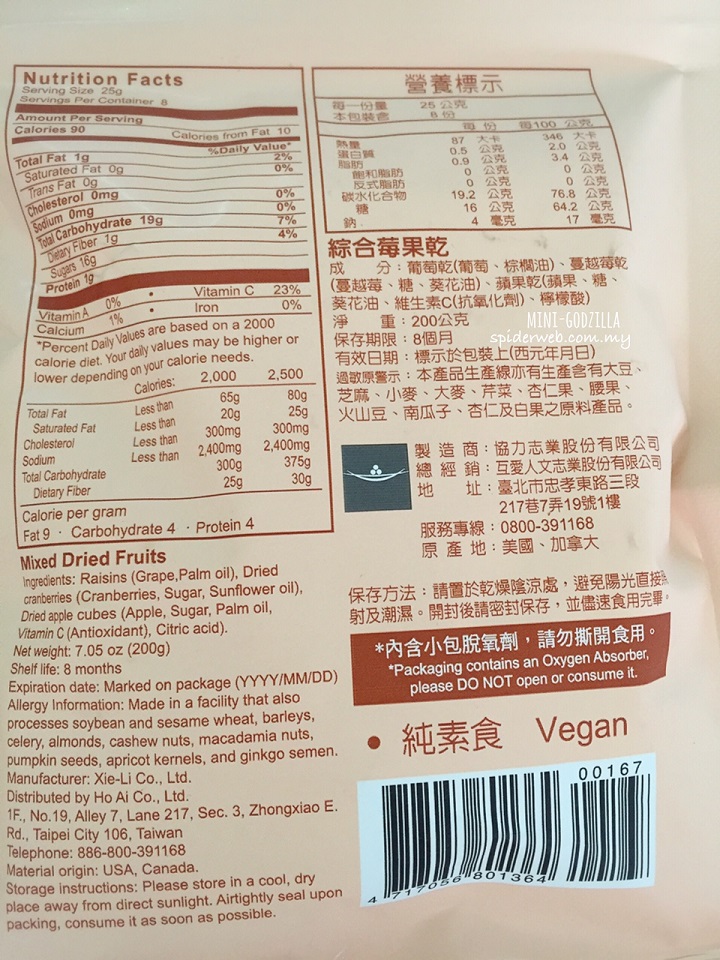 Nutrition Facts
Serving Size 25g
Servings Per Container 8
Amount Per Serving
Calories 90 Calories from Fat 10
%Daily Value*
Total Fat 1g 2%
Saturated Fat 0g 0%
Trans Fat 0g
Cholesterol 0mg 0%
Sodium 0mg 0%
Total Carbohydrate 19g 7%
Dietary Fiber 1g 4%
Sugars 16g
Protein 1g
Vitamin A 0% • Vitamin C 23%
Calcium 1% • Iron 0%
*Percent Daily Values are based on a 2000
calorie diet. Your daily values may be higher or
lower depending on your calorie needs.
Calories: 2,000 2,500
Total Fat Less than 65g 80g
Saturated Fat Less than 20g 25g
Cholesterol Less than 300mg 300mg
Sodium Less than 2,400mg 2,400mg
Total Carbohydrate 300g 375g
Dietary Fiber 25g 30g
Calorie per gram
Fat 9 · Carbohydrate 4 · Protein 4
Mixed Dried Fruits
Ingredients: Raisins (Grape,Palm oil), Dried
cranberries (Cranberries, Sugar, Sunflower oil),
Dried apple cubes (Apple, Sugar, Palm oil,
Vitamin C (Antioxidant), Citric acid).
Net weight: 7.05 oz (200g)
Shelf life: 8 months
Expiration date: Marked on package (YYYY/MM/DD)
Allergy Information: Made in a facility that also
processes soybean and sesame wheat, barleys,
celery, almonds, cashew nuts, macadamia nuts,
pumpkin seeds, apricot kernels, and ginkgo semen.
Manufacturer: Xie-Li Co., Ltd.
Distributed by Ho Ai Co., Ltd.
1F., No.19, Alley 7, Lane 217, Sec. 3, Zhongxiao E.
Rd., Taipei City 106, Taiwan
Telephone: 886-800-391168
Material origin: USA, Canada.
Storage instructions: Please store in a cool, dry
place away from direct sunlight. Airtightly seal upon
packing, consume it as soon as possible.
營養標示
每一份量 25 公克
本包裝含 8 份
每份 每100 公克
熱量 87 大卡 346 大卡
蛋白質 0.5 公克 2.0 公克
脂肪 0.9 公克 3.4 公克
飽和脂肪 0 公克 0 公克
反式脂肪 0 公克 0 公克
碳水化合物 19.2 公克 76.8 公克
糖 16 公克 64.2 公克
鈉 4 毫克 17 毫克
綜合莓果乾
成 分：葡萄乾(葡萄、棕櫚油)、蔓越莓乾
(蔓越莓、糖、葵花油)、蘋果乾(蘋果、糖、
葵花油、維生素C(抗氧化劑)、檸檬酸)
淨 重：200公克
MINI-GODZILLA
保存期限：8個月
spiderweb.com.my
有效日期：標示於包裝上(西元年月日)
過敏原警示：本產品生產線亦有生產含有大豆、
芝麻、小麥、大麥、芹菜、杏仁果、腰果、
火山豆、南瓜子、杏仁及白果之原料產品。
製 造 商：協力志業股份有限公司
總 經 銷：互愛人文志業股份有限公司
地 址：臺北市忠孝東路三段
217巷7弄19號1樓
服務專線：0800-391168
原 產 地：美國、加拿大
保存方法：請置於乾燥陰涼處，避免陽光直接照
射及潮濕。開封後請密封保存，並儘速食用完畢。
*內含小包脫氧劑，請勿撕開食用。
*Packaging contains an Oxygen Absorber,
please DO NOT open or consume it.
• 純素食 Vegan
00167
4 717056 801364